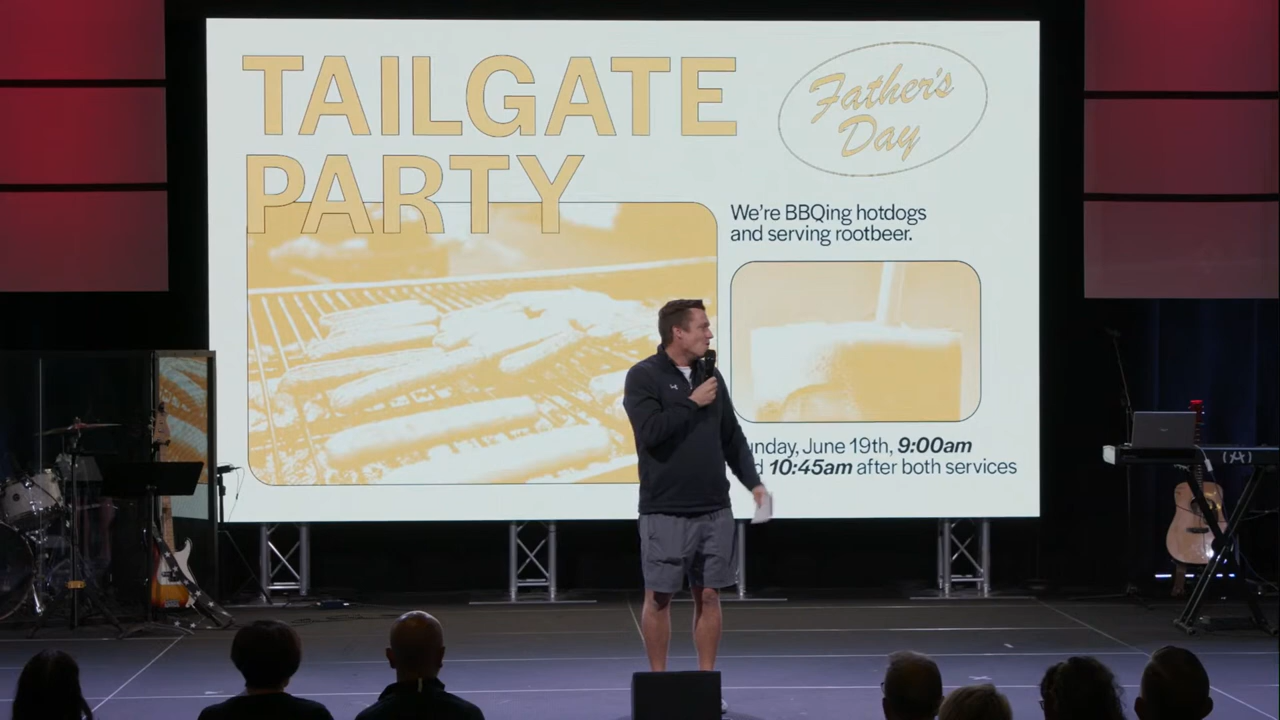 TAILGATE
PARTY
Father's
Day
We're BBQing hotdogs
and serving rootbeer.
unday, June 19th, 9:00am
d 10:45am after both services